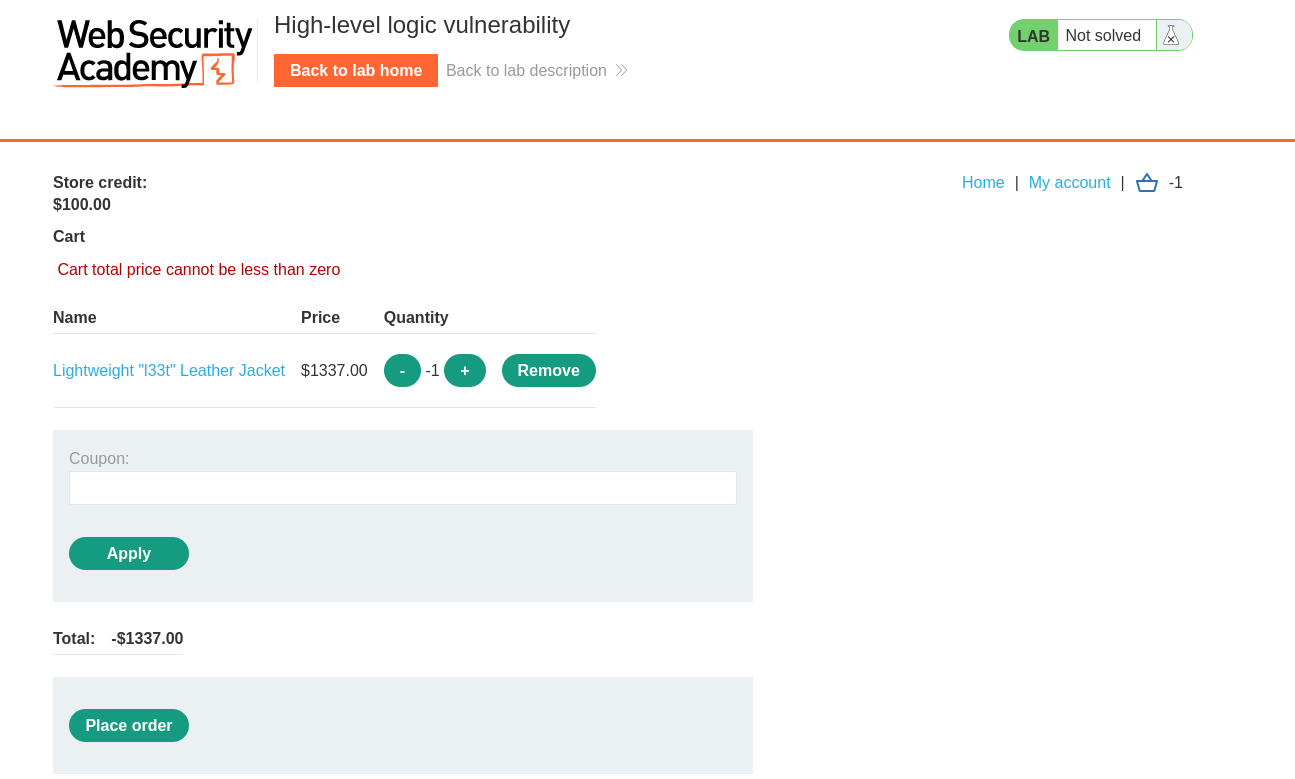 Web Security Academy
High-level logic vulnerability
Back to lab home Back to lab description
LAB Not solved
Home | My account | -1
Store credit:
$100.00
Cart
Cart total price cannot be less than zero
Name Price Quantity
Lightweight "l33t" Leather Jacket $1337.00 - -1 + Remove
Coupon:
Apply
Total: -$1337.00
Place order